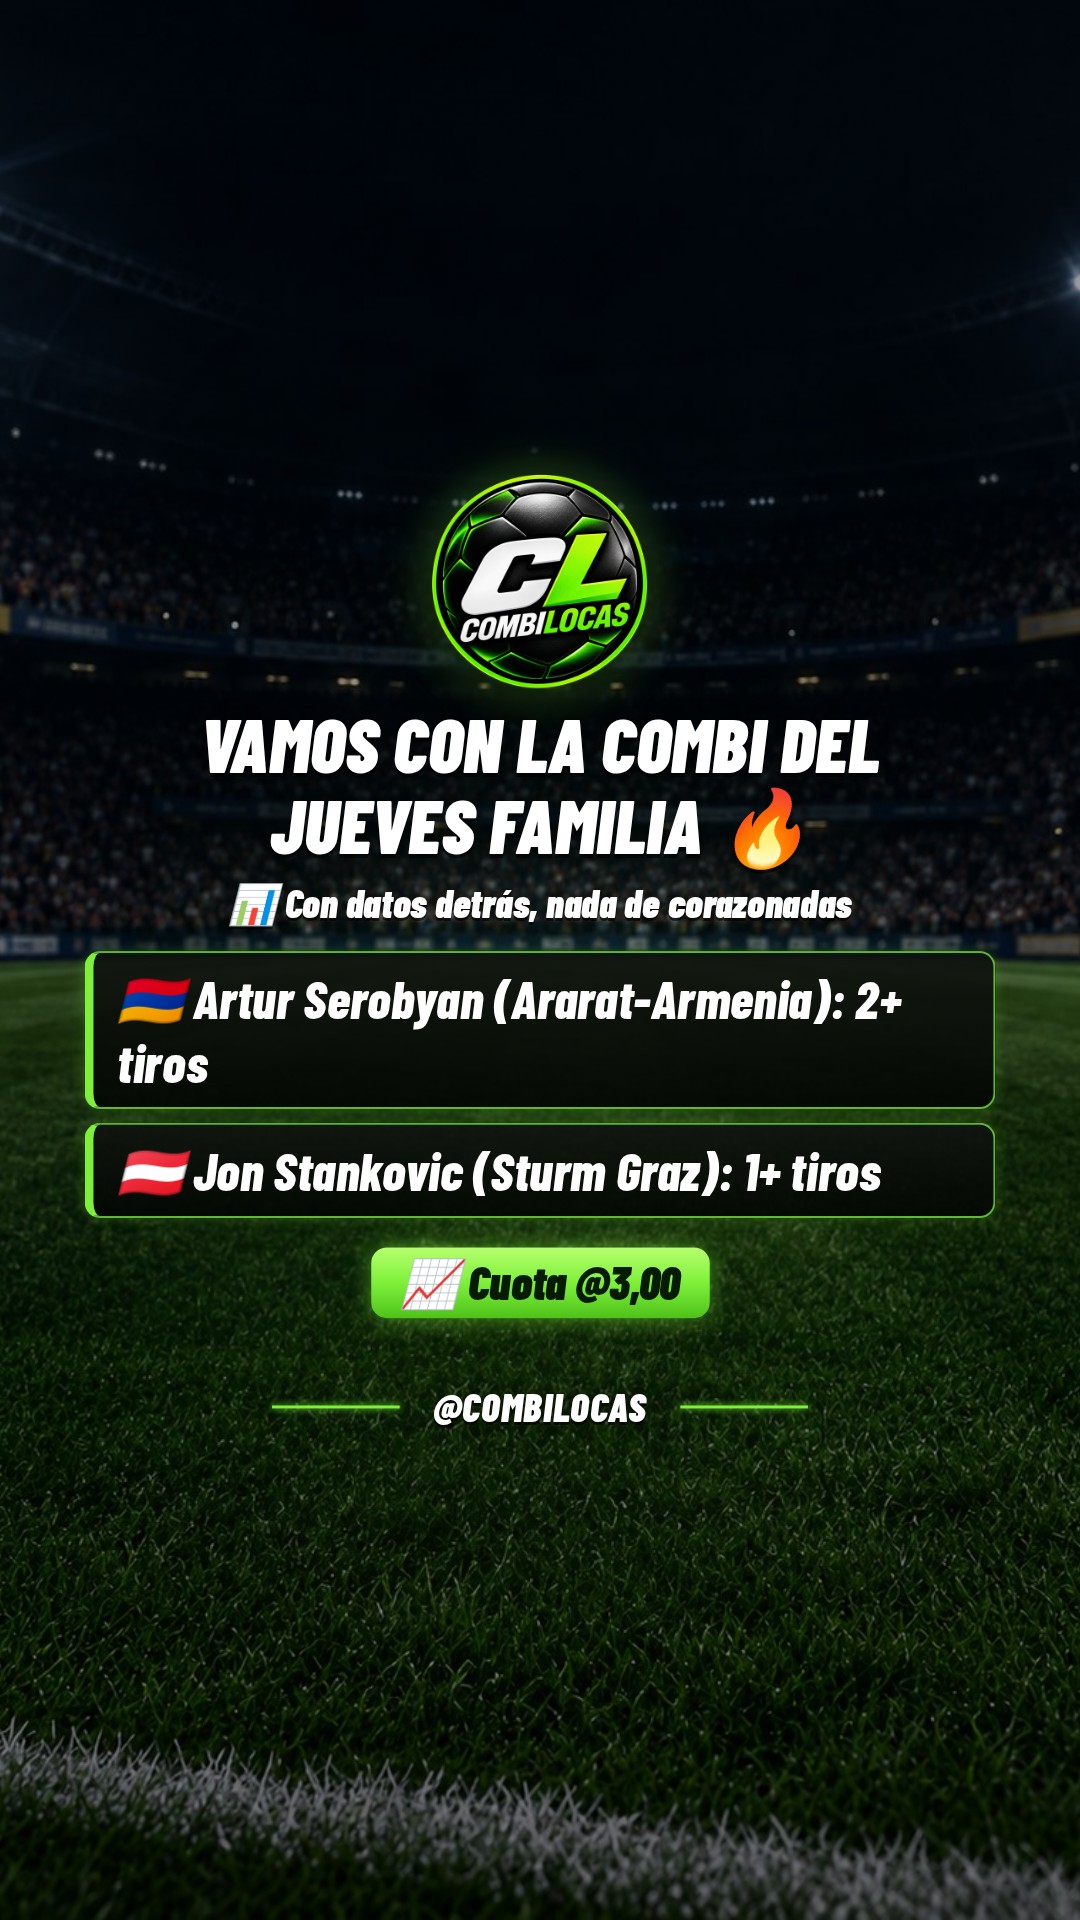 CL
COMBILOCAS
VAMOS CON LA COMBI DEL
JUEVES FAMILIA 🔥
📊 Con datos detrás, nada de corazonadas
🇦🇲 Artur Serobyan (Ararat-Armenia): 2+
tiros
🇦🇹 Jon Stankovic (Sturm Graz): 1+ tiros
📈 Cuota @3,00
@COMBILOCAS